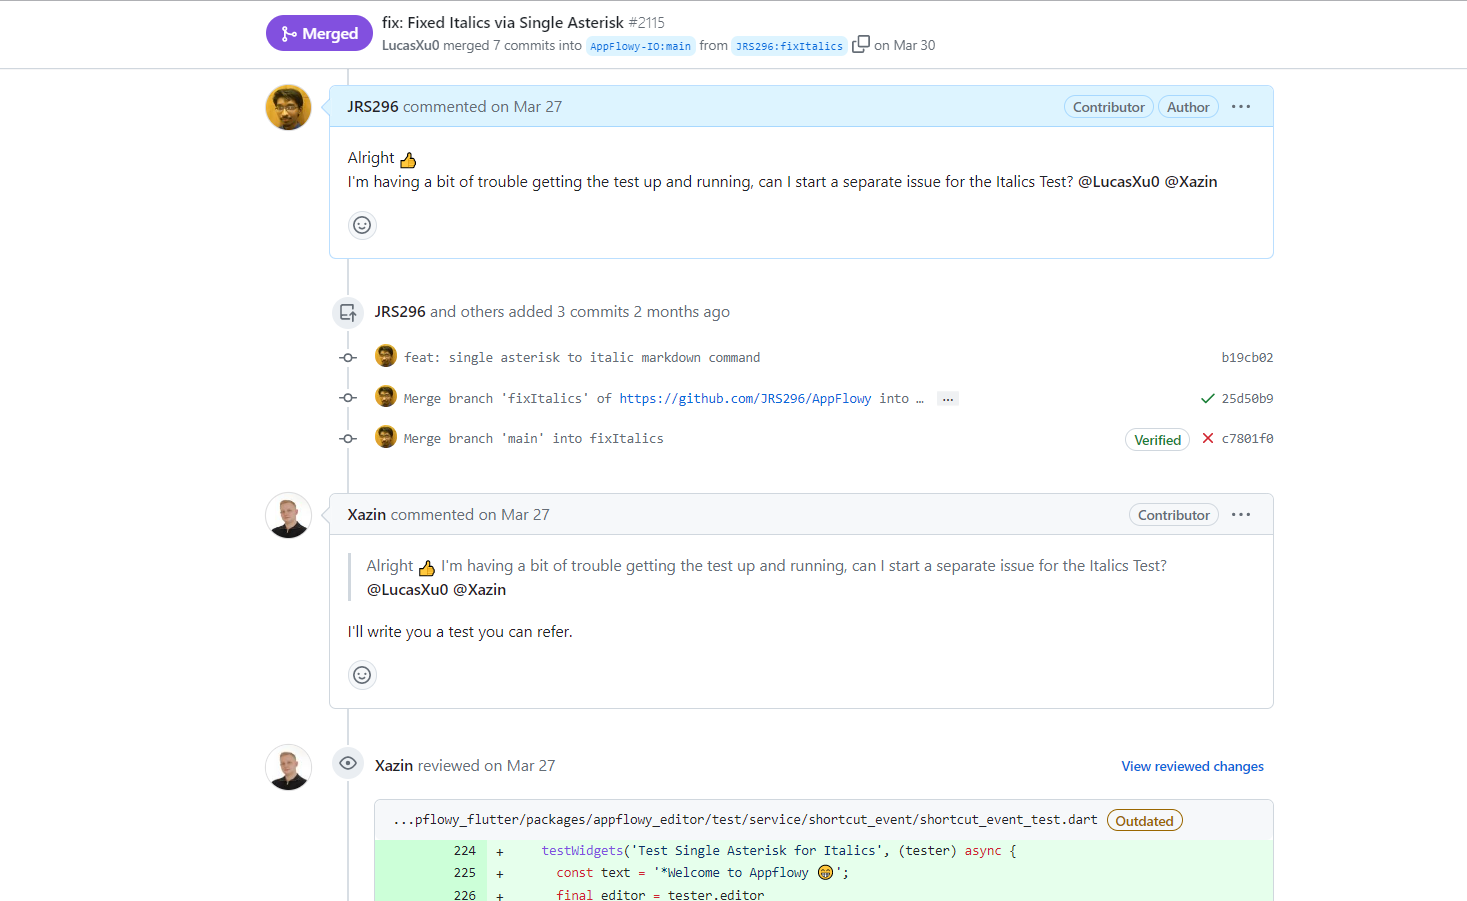 Merged
fix: Fixed Italics via Single Asterisk #2115
LucasXu0 merged 7 commits into AppFlowy-IO:main from JRS296:fixItalics on Mar 30
JRS296 commented on Mar 27
Contributor Author ...
Alright 👍
I'm having a bit of trouble getting the test up and running, can I start a separate issue for the Italics Test? @LucasXu0 @Xazin
JRS296 and others added 3 commits 2 months ago
feat: single asterisk to italic markdown command b19cb02
Merge branch 'fixItalics' of https://github.com/JRS296/AppFlowy into … ... 25d50b9
Merge branch 'main' into fixItalics Verified c7801f0
Xazin commented on Mar 27
Contributor ...
Alright 👍 I'm having a bit of trouble getting the test up and running, can I start a separate issue for the Italics Test?
@LucasXu0 @Xazin
I'll write you a test you can refer.
Xazin reviewed on Mar 27
View reviewed changes
...pflowy_flutter/packages/appflowy_editor/test/service/shortcut_event/shortcut_event_test.dart Outdated
224 + testWidgets('Test Single Asterisk for Italics', (tester) async {
225 + const text = '*Welcome to Appflowy 😁';
226 + final editor = tester.editor